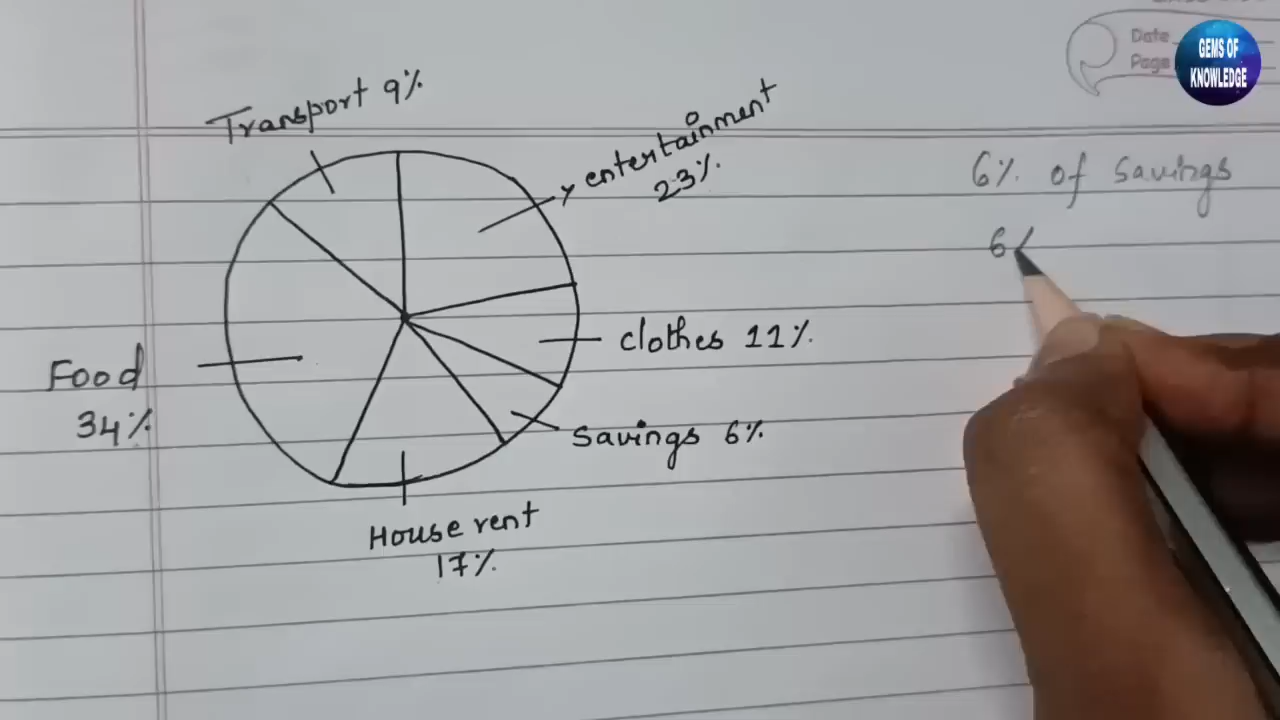 Date
Page
GEMS OF
KNOWLEDGE
Transport 9%
entertainment
23%
6% of savings
6
clothes 11%
Food
34%
Savings 6%
House rent
17%